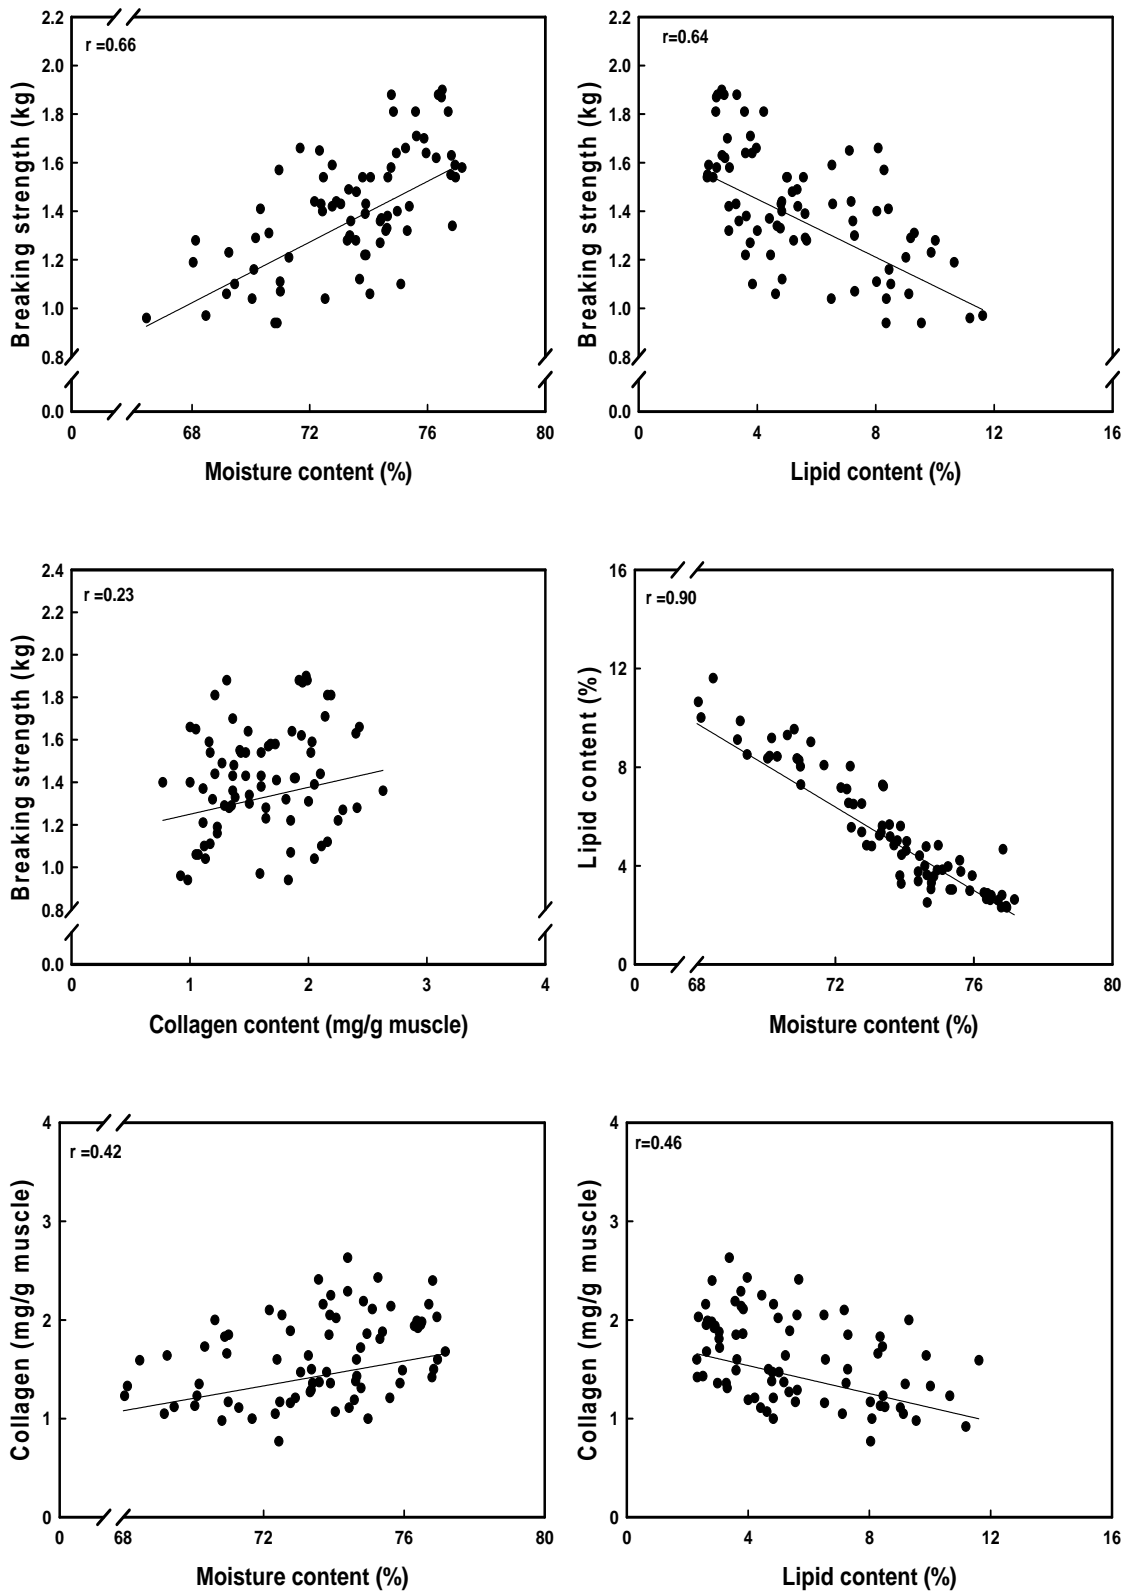 r =0.66
Breaking strength (kg)
2.2
2.0
1.8
1.6
1.4
1.2
1.0
0.8
0.0
0 68 72 76 80
Moisture content (%)
r=0.64
Breaking strength (kg)
2.2
2.0
1.8
1.6
1.4
1.2
1.0
0.8
0.0
0 4 8 12 16
Lipid content (%)
r =0.23
Breaking strength (kg)
2.4
2.2
2.0
1.8
1.6
1.4
1.2
1.0
0.8
0.0
0 1 2 3 4
Collagen content (mg/g muscle)
r =0.90
Lipid content (%)
16
12
8
4
0
0 68 72 76 80
Moisture content (%)
r =0.42
Collagen (mg/g muscle)
4
3
2
1
0
0 68 72 76 80
Moisture content (%)
r=0.46
Collagen (mg/g muscle)
4
3
2
1
0
0 4 8 12 16
Lipid content (%)